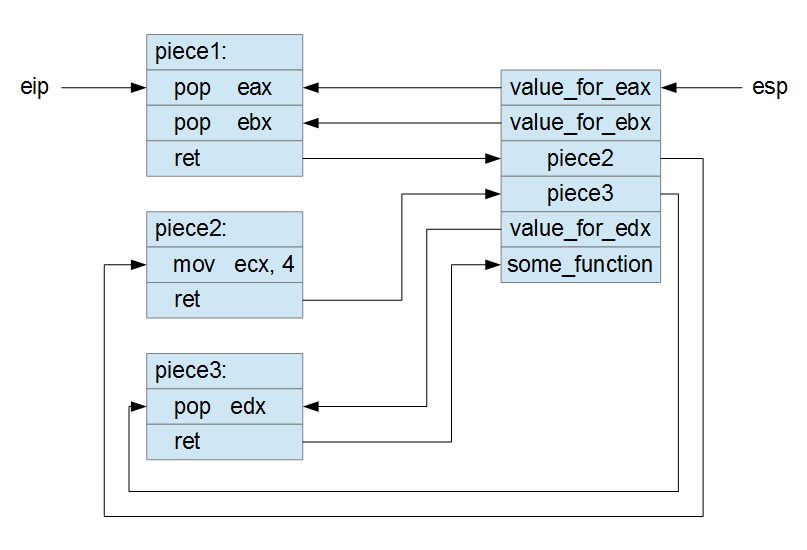 piece1:
eip
pop eax
value_for_eax
esp
pop ebx
value_for_ebx
ret
piece2
piece3
piece2:
value_for_edx
mov ecx, 4
some_function
ret
piece3:
pop edx
ret